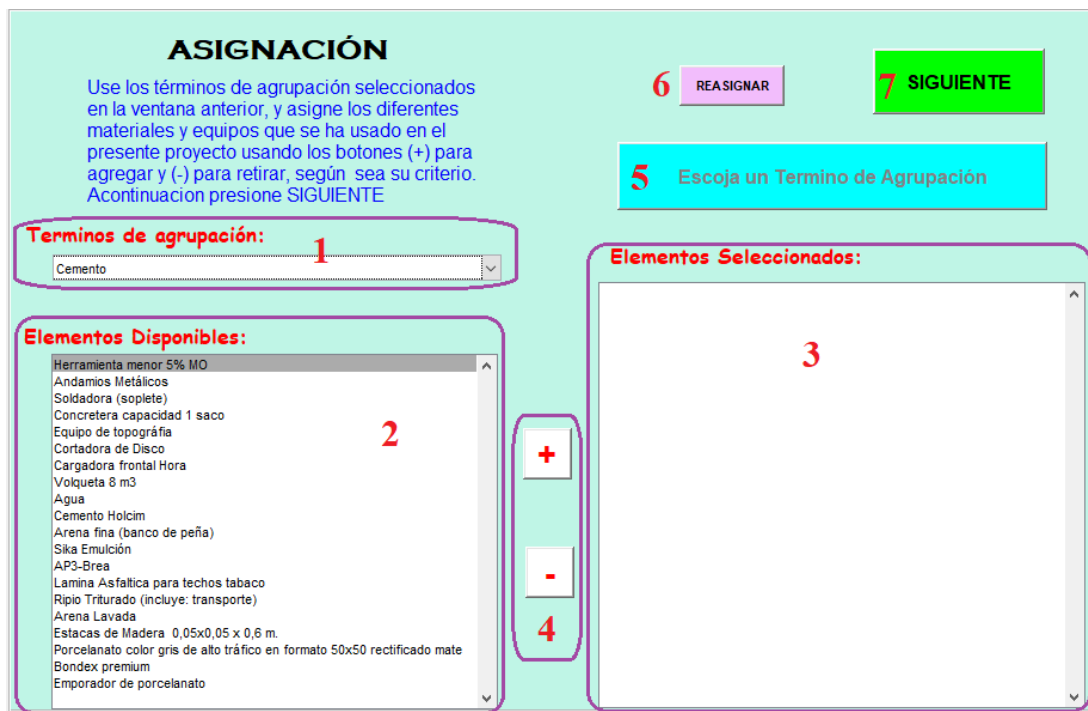 ASIGNACIÓN
Use los términos de agrupación seleccionados
en la ventana anterior, y asigne los diferentes
materiales y equipos que se ha usado en el
presente proyecto usando los botones (+) para
agregar y (-) para retirar, según sea su criterio.
Acontinuacion presione SIGUIENTE
6 REASIGNAR
7 SIGUIENTE
5 Escoja un Termino de Agrupación
Terminos de agrupación:
1
Cemento
Elementos Disponibles:
Herramienta menor 5% MO
Andamios Metálicos
Soldadora (soplete)
Concretera capacidad 1 saco
Equipo de topográfia
Cortadora de Disco
Cargadora frontal Hora
Volqueta 8 m3
Agua
Cemento Holcim
Arena fina (banco de peña)
Sika Emulción
AP3-Brea
Lamina Asfaltica para techos tabaco
Ripio Triturado (incluye: transporte)
Arena Lavada
Estacas de Madera 0,05x0,05 x 0,6 m.
Porcelanato color gris de alto tráfico en formato 50x50 rectificado mate
Bondex premium
Emporador de porcelanato
2
+
-
4
Elementos Seleccionados:
3